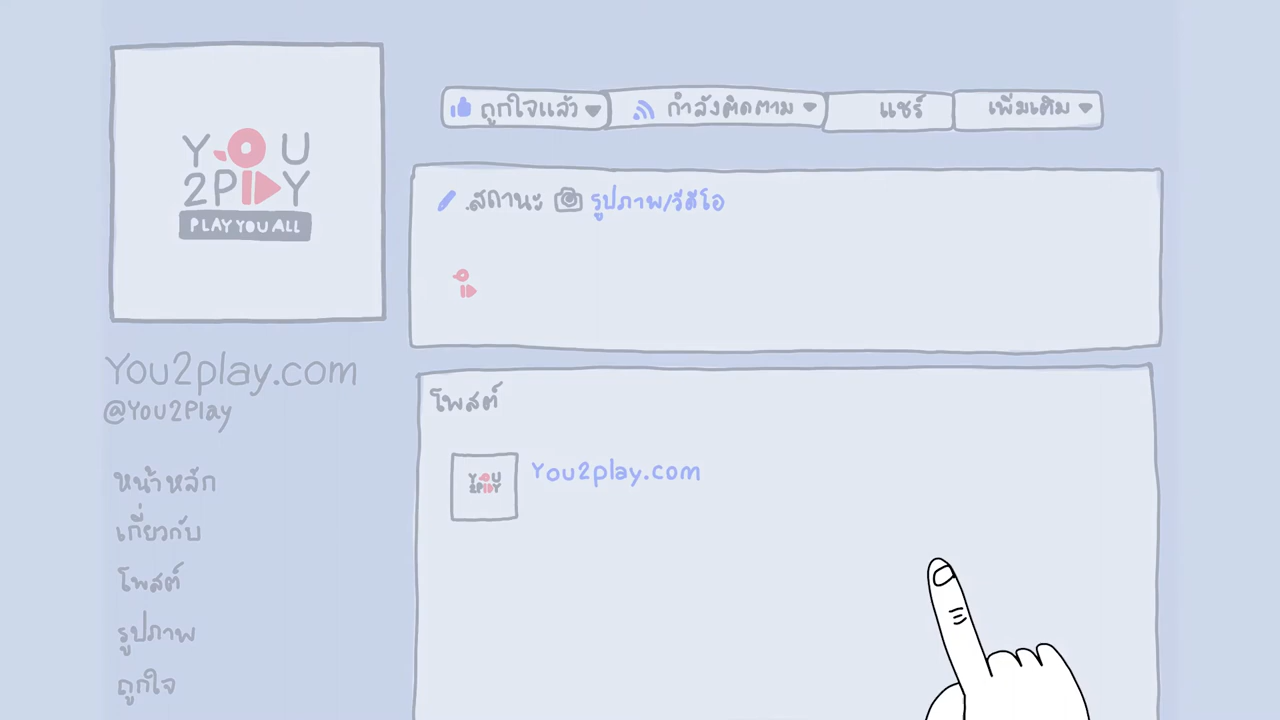 YOU
2PLAY
PLAY YOU ALL
You2play.com
@You2Play
หน้าหลัก
เกี่ยวกับ
โพสต์
รูปภาพ
ถูกใจ
ถูกใจแล้ว กำลังติดตาม แชร์ เพิ่มเติม
.สถานะ รูปภาพ/วีดีโอ
โพสต์
YOU
2PLAY
You2play.com